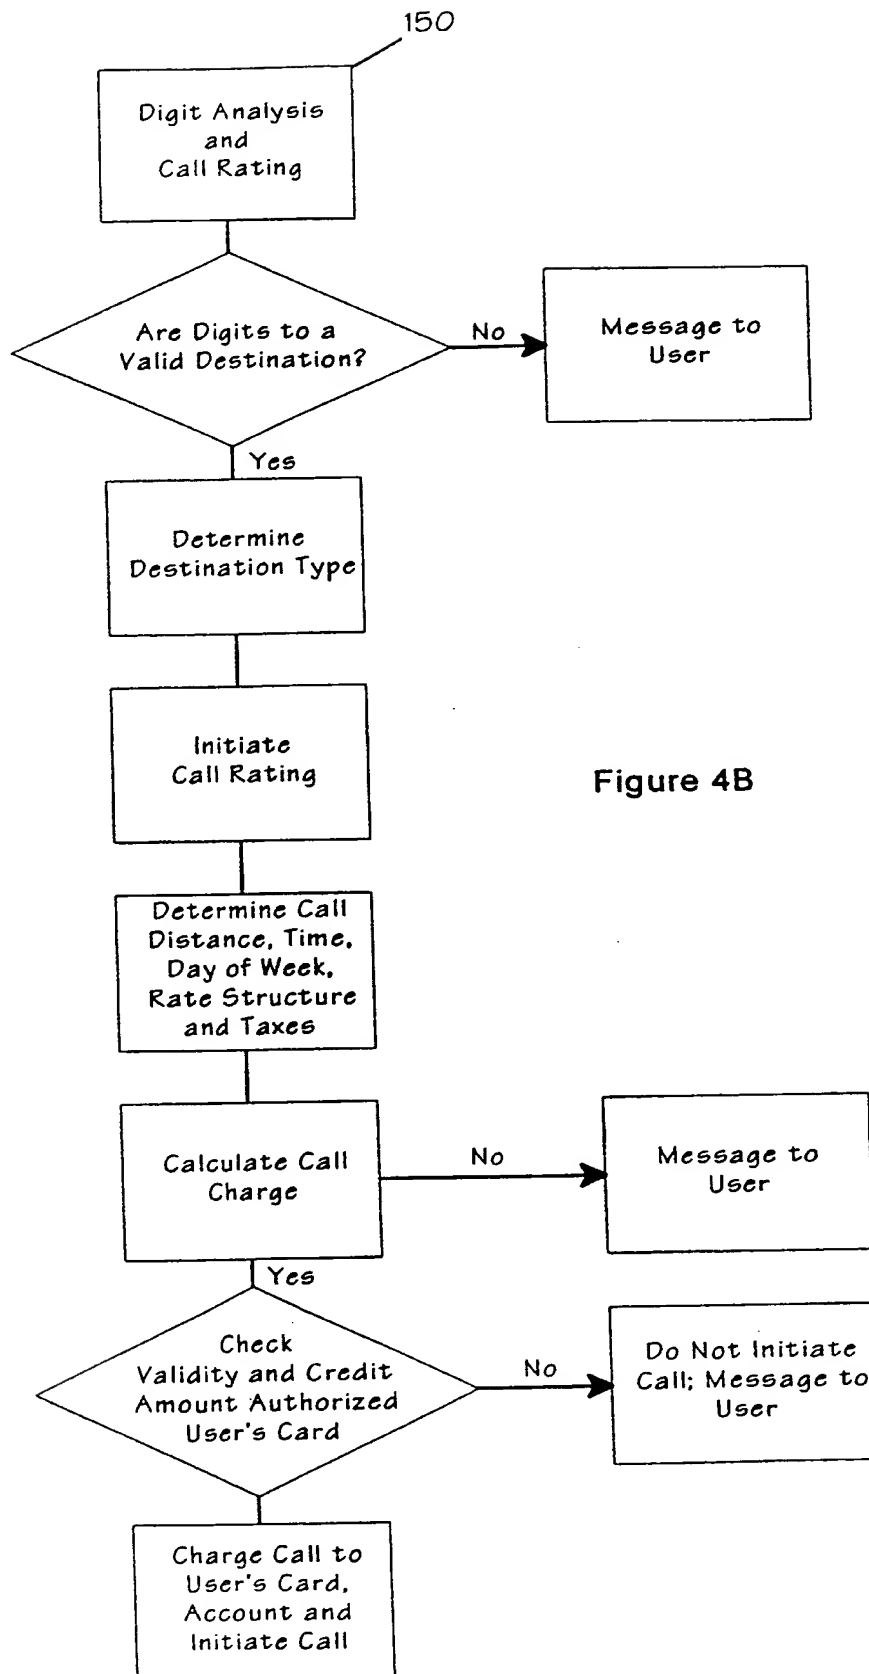 150
Digit Analysis
and
Call Rating
Are Digits to a
Valid Destination?
No
Message to
User
Yes
Determine
Destination Type
Initiate
Call Rating
Figure 4B
Determine Call
Distance, Time,
Day of Week,
Rate Structure
and Taxes
Calculate Call
Charge
No
Message to
User
Yes
Check
Validity and Credit
Amount Authorized
User's Card
No
Do Not Initiate
Call; Message to
User
Charge Call to
User's Card,
Account and
Initiate Call